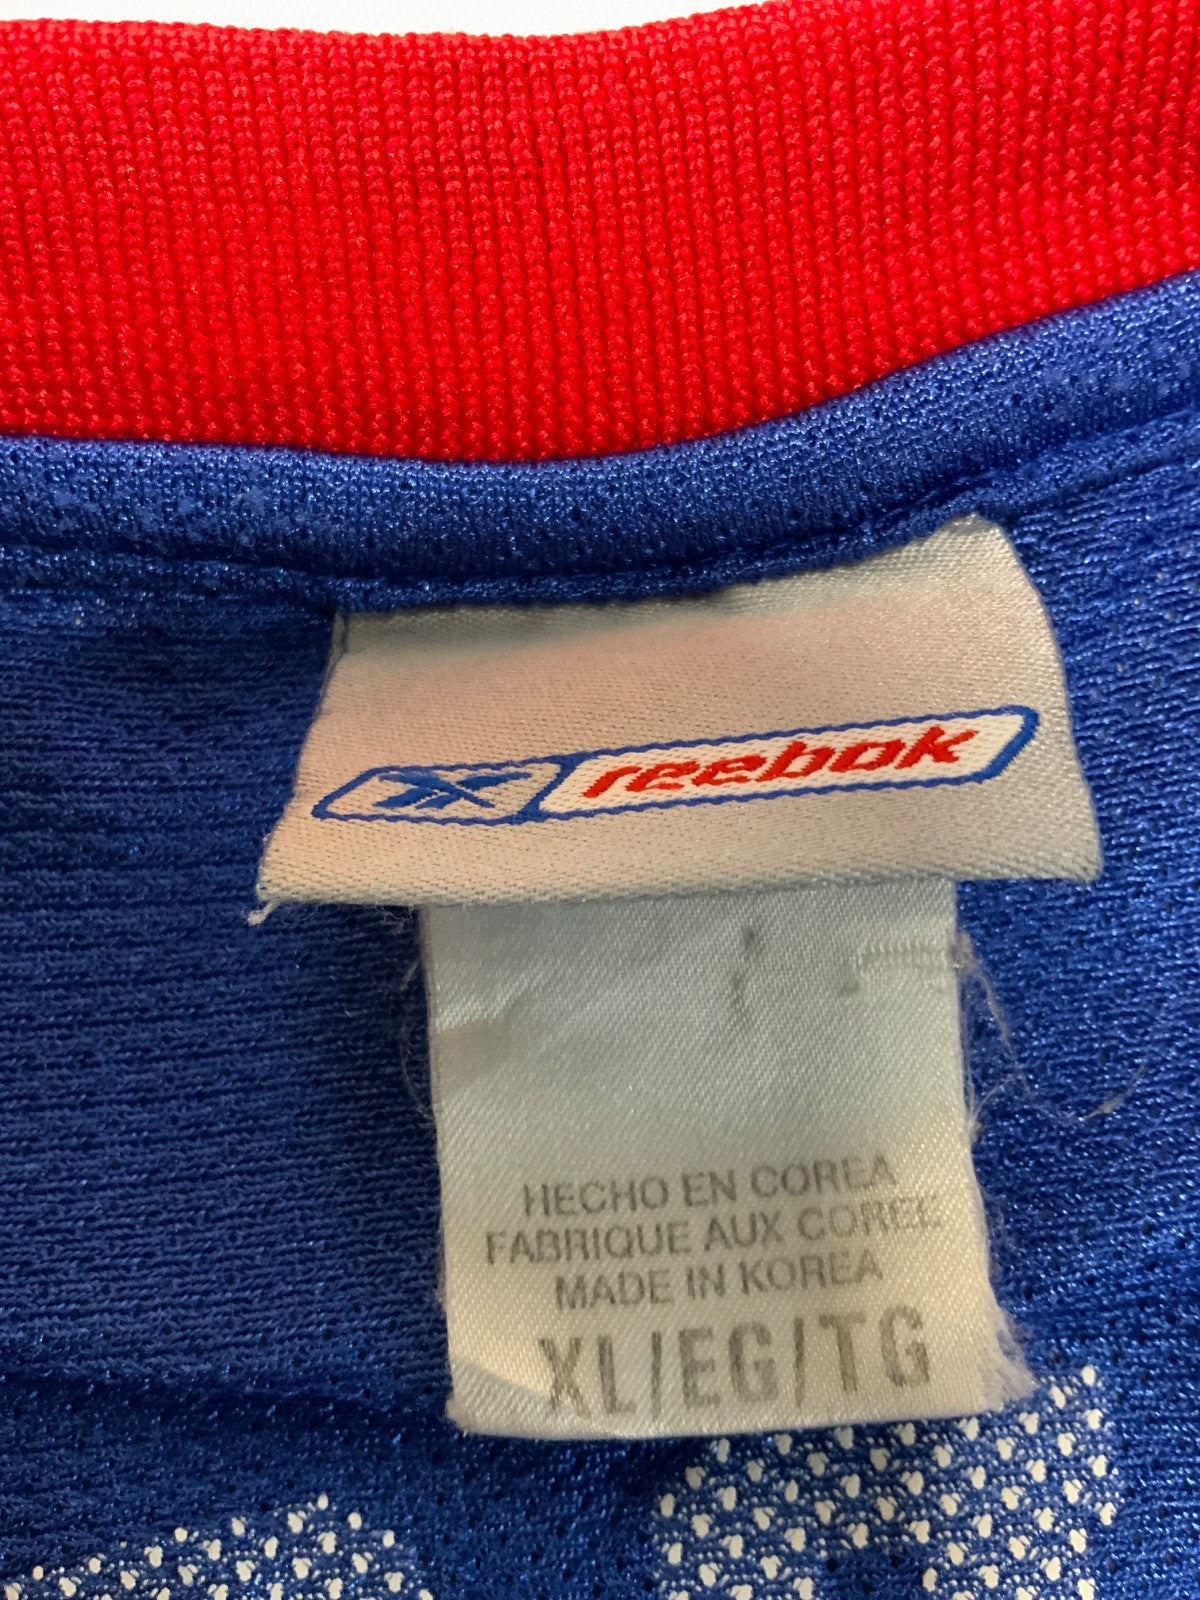 reebok
HECHO EN COREA
FABRIQUE AUX COREE
MADE IN KOREA
XL/EG/TG